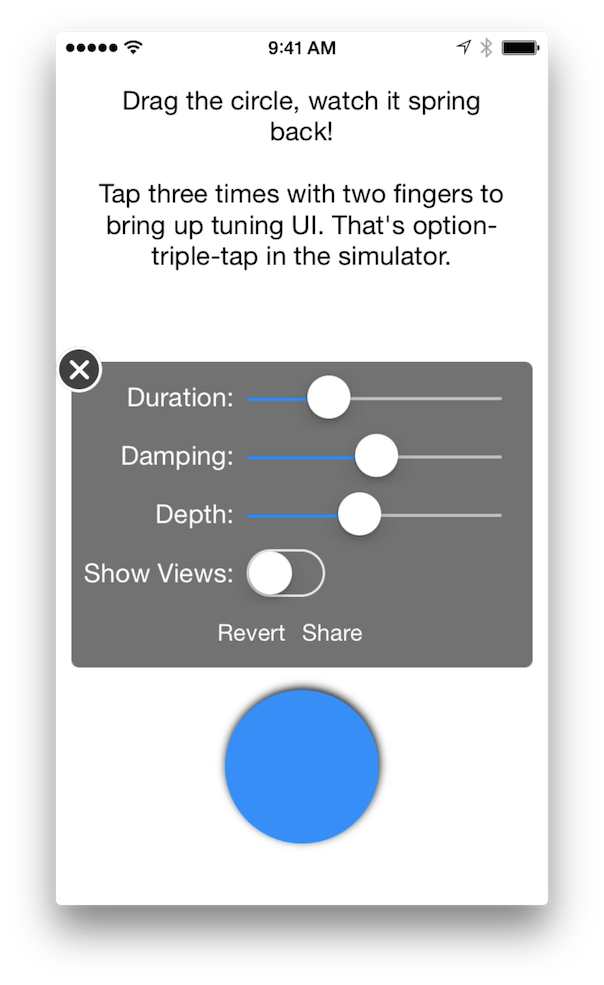 9:41 AM
Drag the circle, watch it spring
back!
Tap three times with two fingers to
bring up tuning UI. That's option-
triple-tap in the simulator.
Duration:
Damping:
Depth:
Show Views:
Revert Share